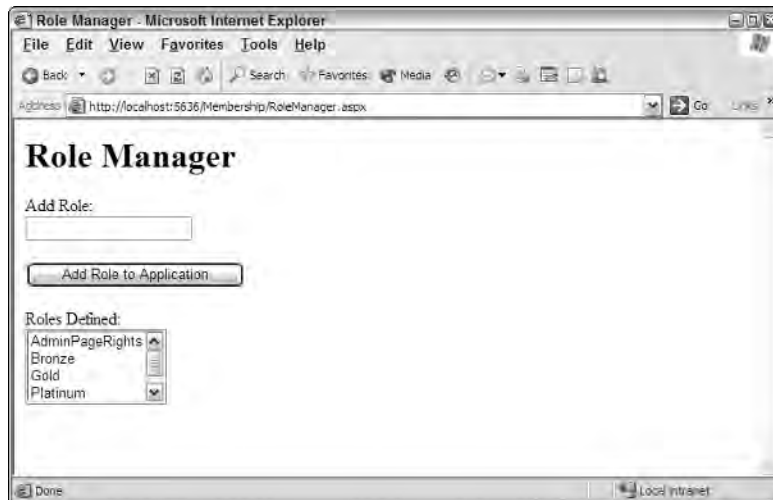 Role Manager - Microsoft Internet Explorer
File Edit View Favorites Tools Help
Back Search Favorites Media
Address http://localhost:5636/Membership/RoleManager.aspx Go Links »
Role Manager
Add Role:
Add Role to Application
Roles Defined:
AdminPageRights
Bronze
Gold
Platinum
Done Local intranet